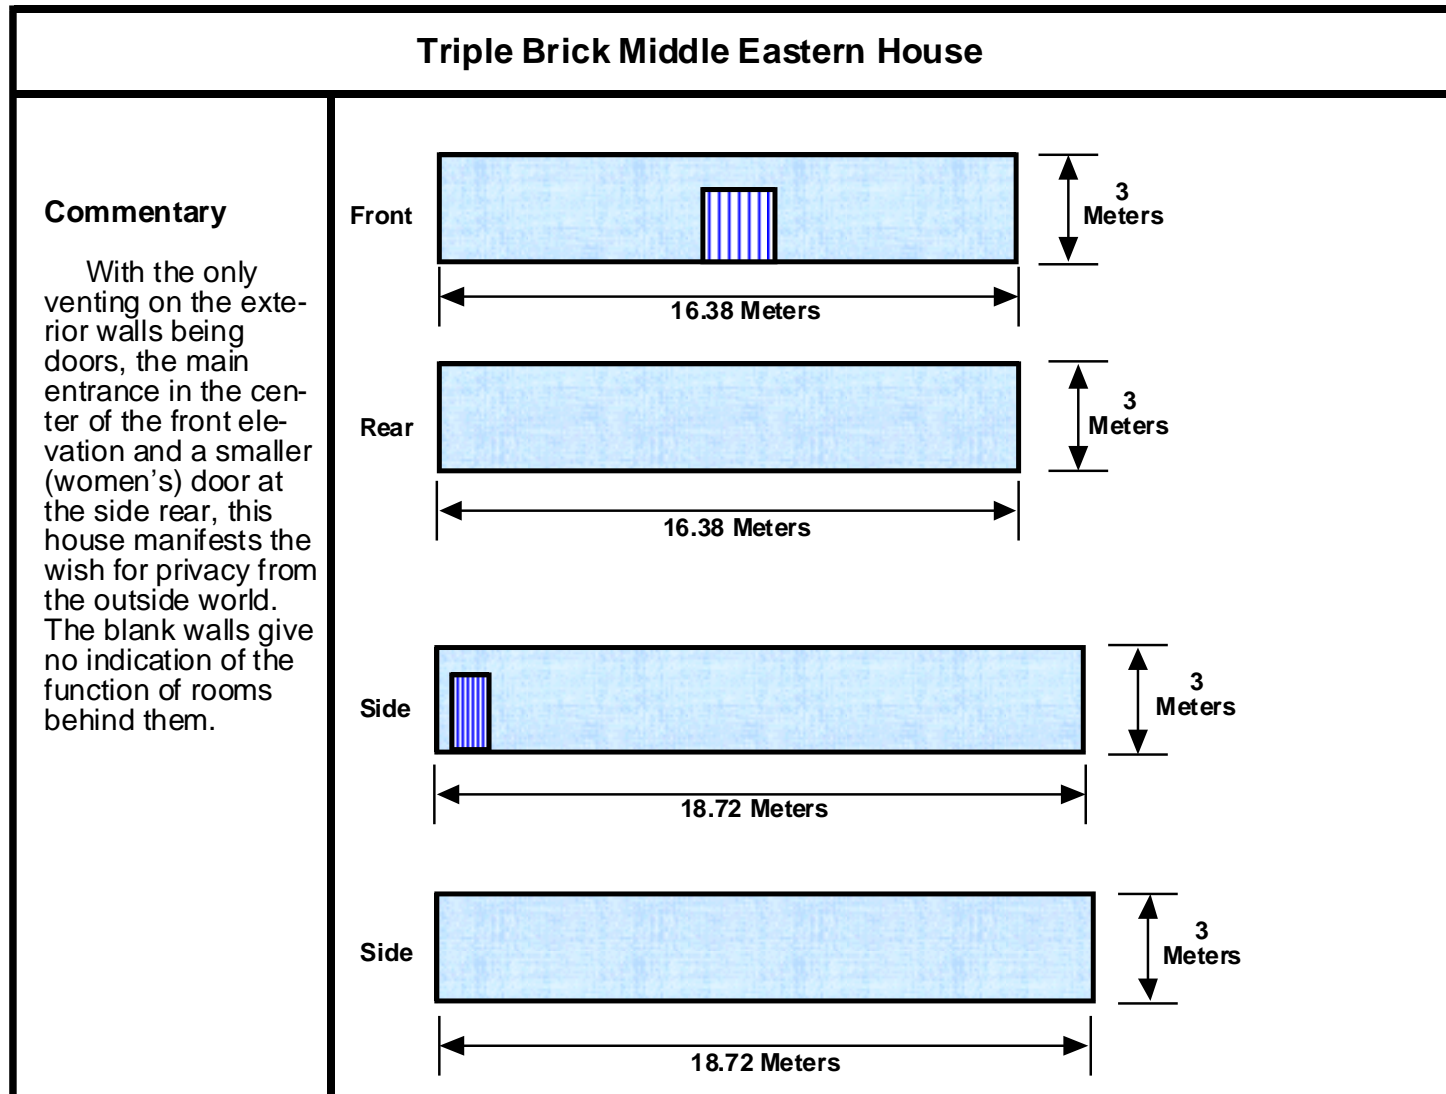 Triple Brick Middle Eastern House
Commentary
With the only
venting on the exte-
rior walls being
doors, the main
entrance in the cen-
ter of the front ele-
vation and a smaller
(women's) door at
the side rear, this
house manifests the
wish for privacy from
the outside world.
The blank walls give
no indication of the
function of rooms
behind them.
Front
3
Meters
16.38 Meters
Rear
3
Meters
16.38 Meters
Side
3
Meters
18.72 Meters
Side
3
Meters
18.72 Meters